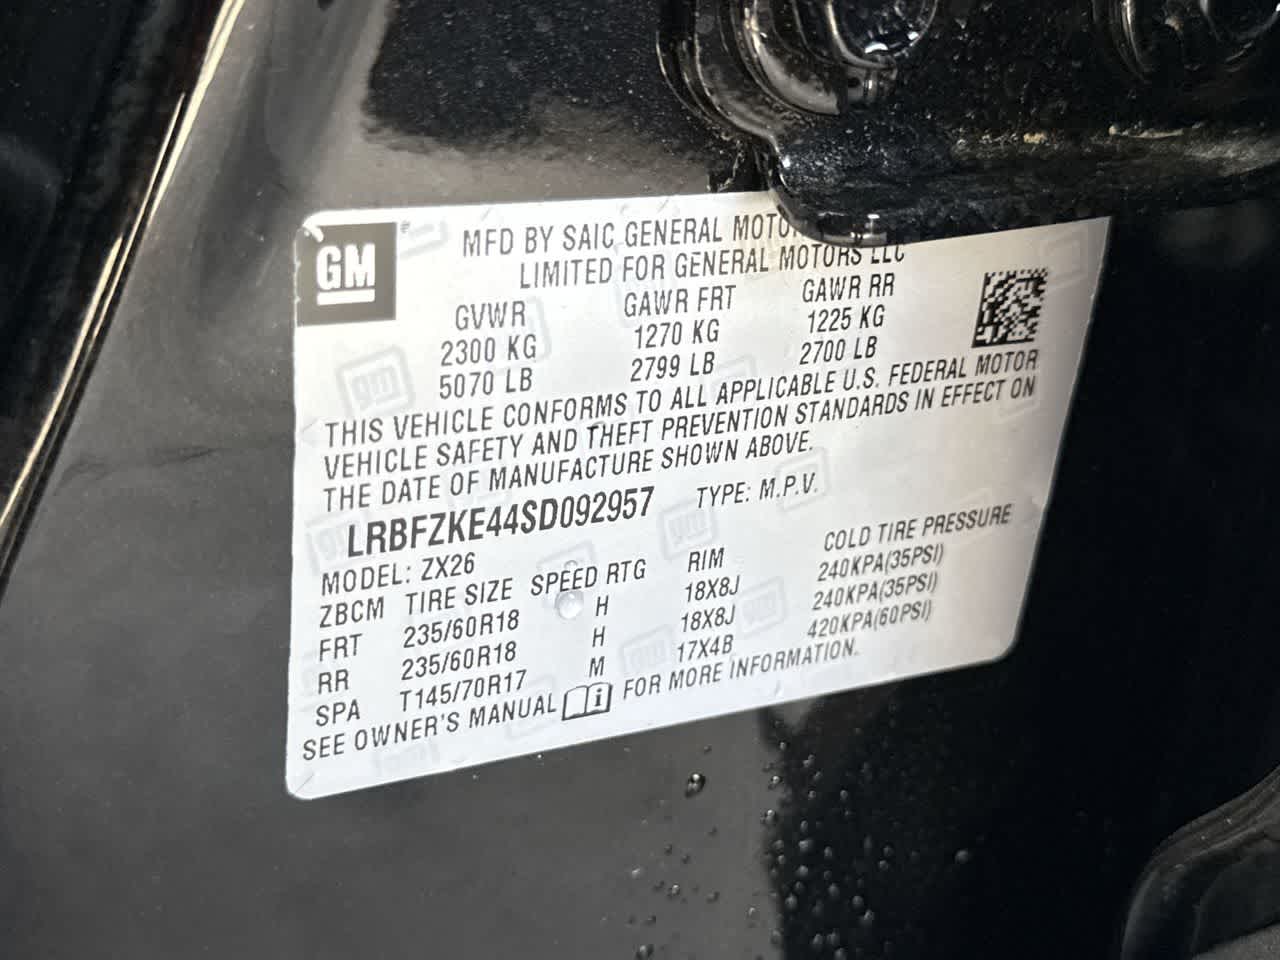 GM
MFD BY SAIC GENERAL
LIMITED FOR GENERAL MOTORS LLC
GVWR GAWR FRT GAWR RR
2300 KG 1270 KG 1225 KG
5070 LB 2799 LB 2700 LB
THIS VEHICLE CONFORMS TO ALL APPLICABLE U.S. FEDERAL MOTOR
VEHICLE SAFETY AND THEFT PREVENTION STANDARDS IN EFFECT ON
THE DATE OF MANUFACTURE SHOWN ABOVE.
LRBFZKE44SD092957 TYPE: M.P.V.
MODEL: ZX26
ZBCM TIRE SIZE SPEED RTG RIM COLD TIRE PRESSURE
FRT 235/60R18 H 18X8J 240KPA(35PSI)
RR 235/60R18 H 18X8J 240KPA(35PSI)
SPA T145/70R17 M 17X4B 420KPA(60PSI)
SEE OWNER'S MANUAL FOR MORE INFORMATION.